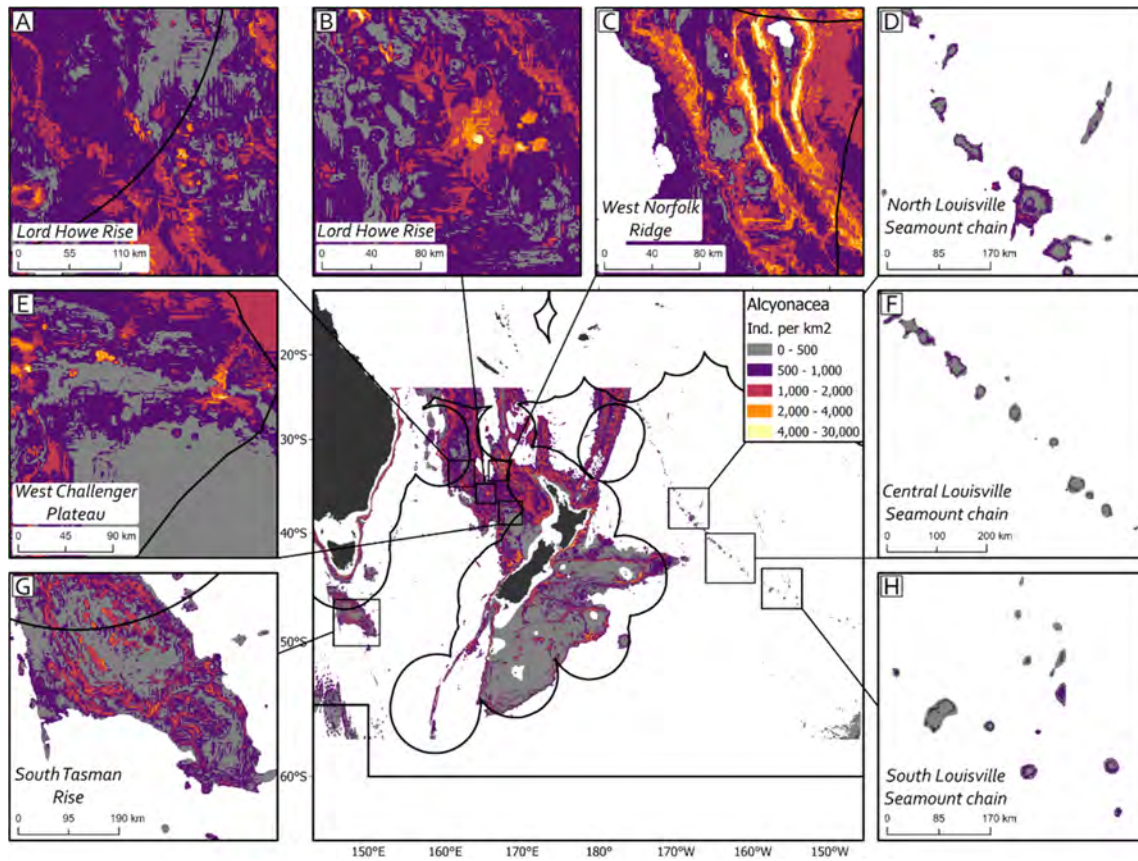 A
Lord Howe Rise
0 55 110 km
B
Lord Howe Rise
0 40 80 km
C
West Norfolk
Ridge
0 40 80 km
D
North Louisville
Seamount chain
0 85 170 km
E
West Challenger
Plateau
0 45 90 km
Alcyonacea
Ind. per km2
0 - 500
500 - 1,000
1,000 - 2,000
2,000 - 4,000
4,000 - 30,000
20°S
30°S
40°S
50°S
60°S
150°E 160°E 170°E 180° 170°W 160°W 150°W
F
Central Louisville
Seamount chain
0 100 200 km
G
South Tasman
Rise
0 95 190 km
H
South Louisville
Seamount chain
0 85 170 km